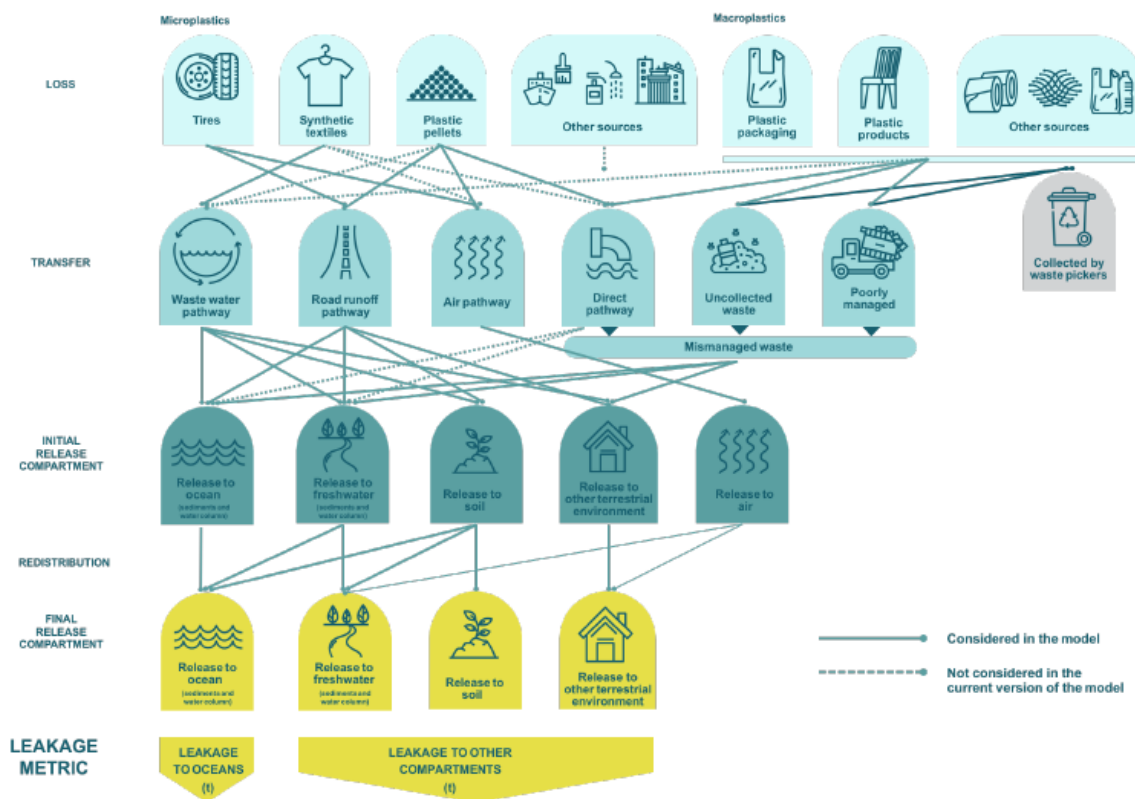 Microplastics
Macroplastics
LOSS
Tires
Synthetic
textiles
Plastic
pellets
Other sources
Plastic
packaging
Plastic
products
Other sources
TRANSFER
Waste water
pathway
Road runoff
pathway
Air pathway
Direct
pathway
Uncollected
waste
Poorly
managed
Collected by
waste pickers
Mismanaged waste
INITIAL
RELEASE
COMPARTMENT
Release to
ocean
(sediments and
water column)
Release to
freshwater
(sediments and
water column)
Release to
soil
Release to
other terrestrial
environment
Release to
air
REDISTRIBUTION
FINAL
RELEASE
COMPARTMENT
Release to
ocean
(sediments and
water column)
Release to
freshwater
(sediments and
water column)
Release to
soil
Release to
other terrestrial
environment
Considered in the model
Not considered in the
current version of the model
LEAKAGE
METRIC
LEAKAGE
TO OCEANS
(t)
LEAKAGE TO OTHER
COMPARTMENTS
(t)